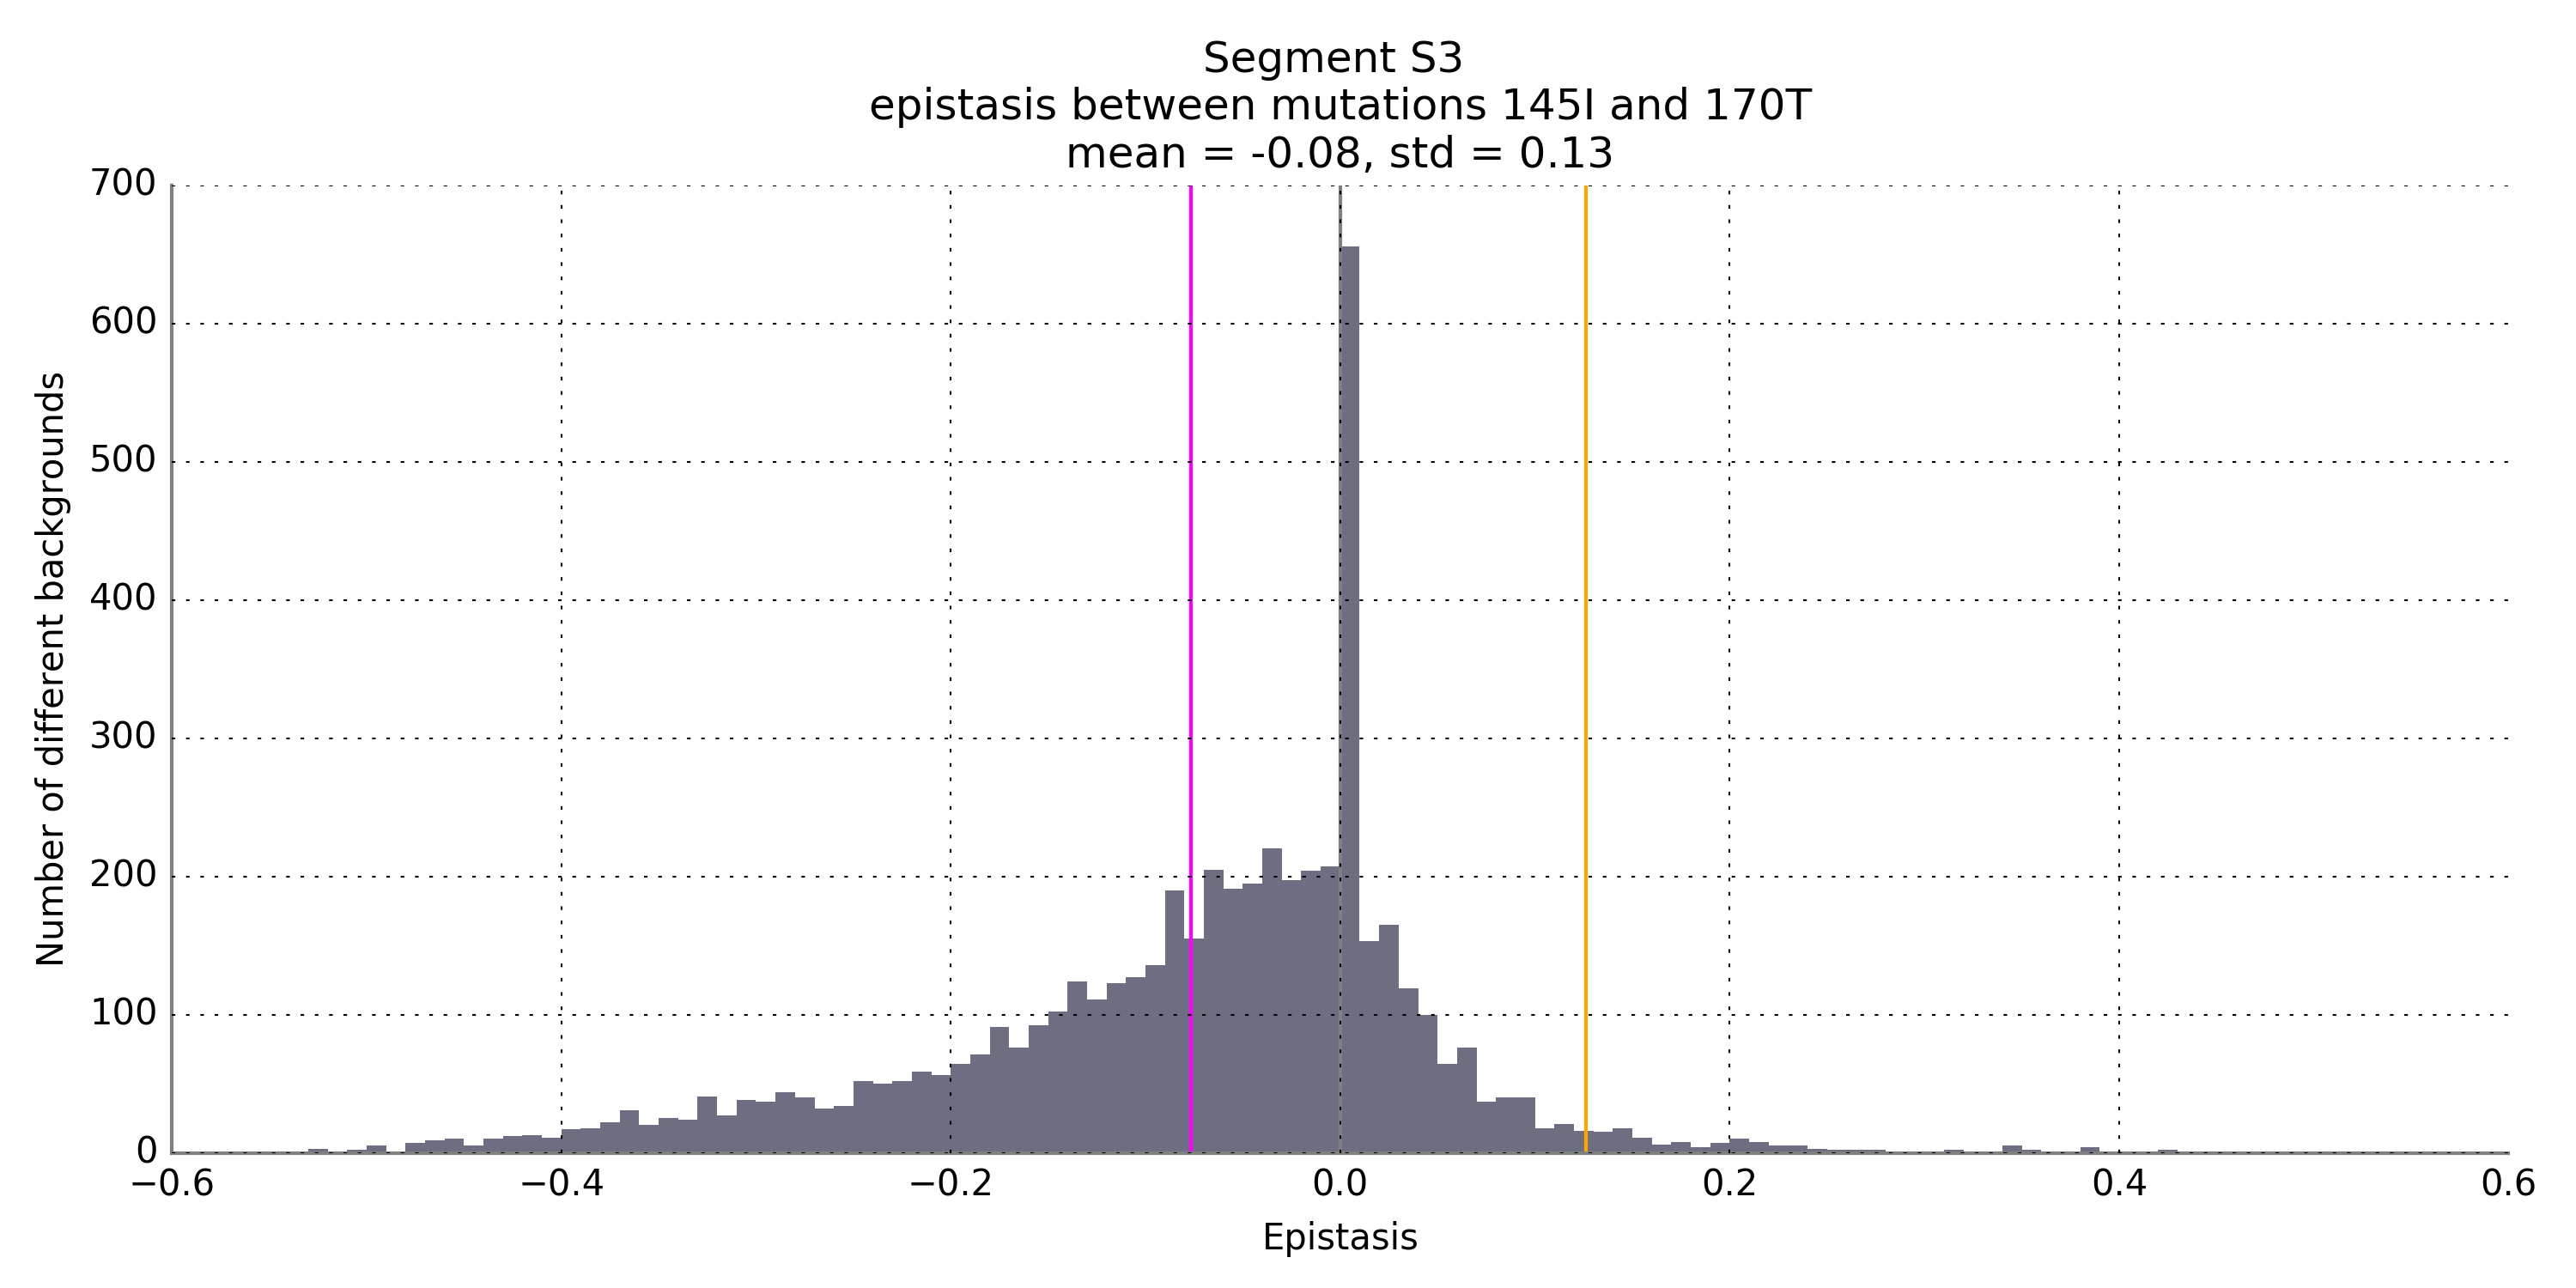 Segment S3
epistasis between mutations 145I and 170T
mean = -0.08, std = 0.13
700
600
500
400
300
200
100
0
Number of different backgrounds
−0.6 −0.4 −0.2 0.0 0.2 0.4 0.6
Epistasis